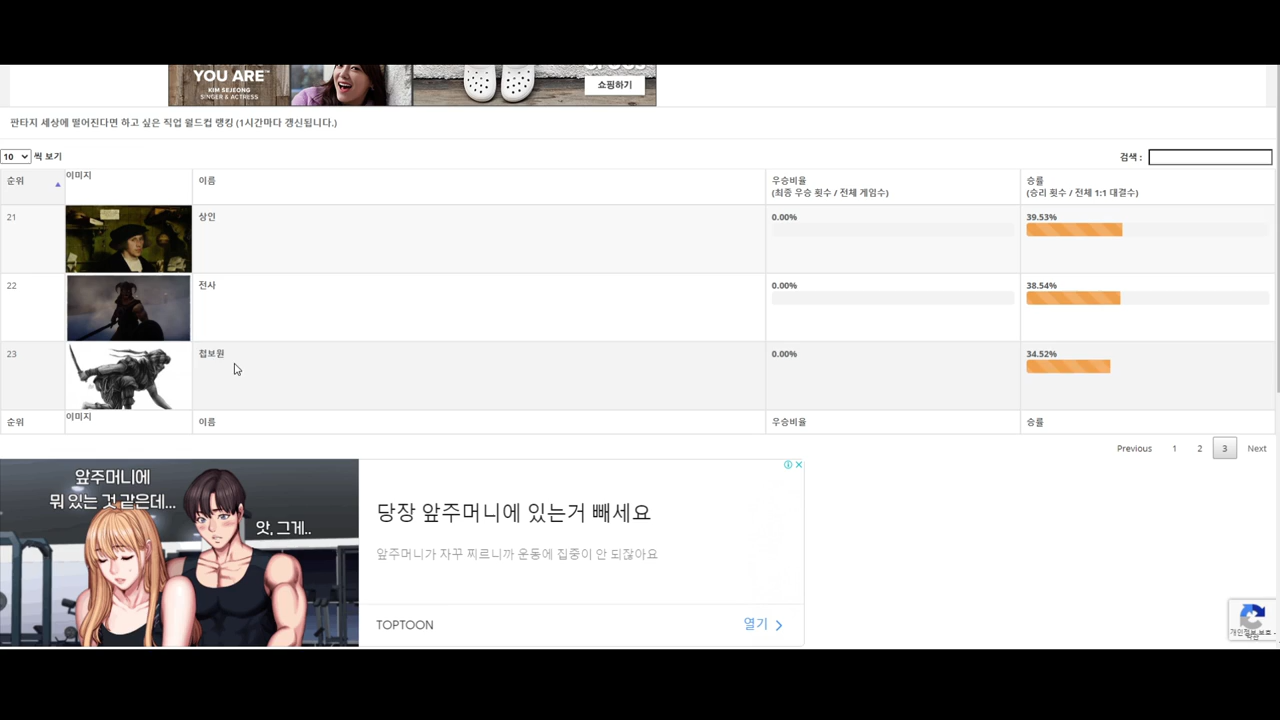 YOU ARE™
KIM SEJEONG
SINGER & ACTRESS
쇼핑하기
판타지 세상에 떨어진다면 하고 싶은 직업 월드컵 랭킹 (1시간마다 갱신됩니다.)
10 씩 보기
검색 :
순위 이미지 이름 우승비율 승률
(최종 우승 횟수 / 전체 게임수) (승리 횟수 / 전체 1:1 대결수)
21 상인 0.00% 39.53%
22 전사 0.00% 38.54%
23 첩보원 0.00% 34.52%
순위 이미지 이름 우승비율 승률
Previous 1 2 3 Next
앞주머니에
뭐 있는 것 같은데...
앗, 그게..
당장 앞주머니에 있는거 빼세요
앞주머니가 자꾸 찌르니까 운동에 집중이 안 되잖아요
TOPTOON
열기
개인정보 보호 -